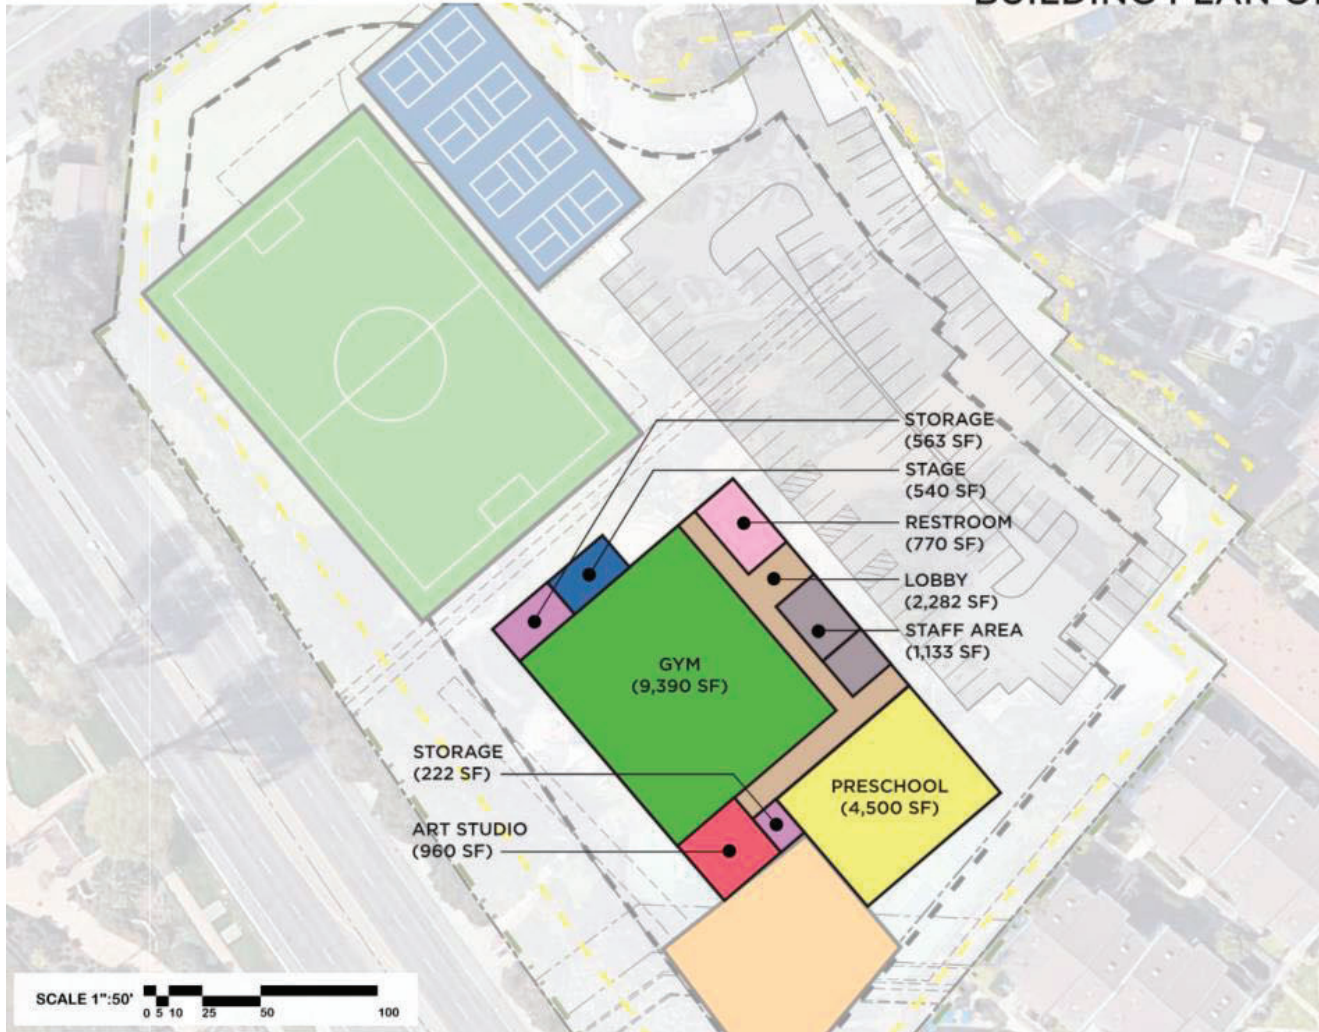 STORAGE
(563 SF)
STAGE
(540 SF)
RESTROOM
(770 SF)
LOBBY
(2,282 SF)
STAFF AREA
(1,133 SF)
GYM
(9,390 SF)
STORAGE
(222 SF)
PRESCHOOL
(4,500 SF)
ART STUDIO
(960 SF)
SCALE 1":50'
0 5 10 25 50 100